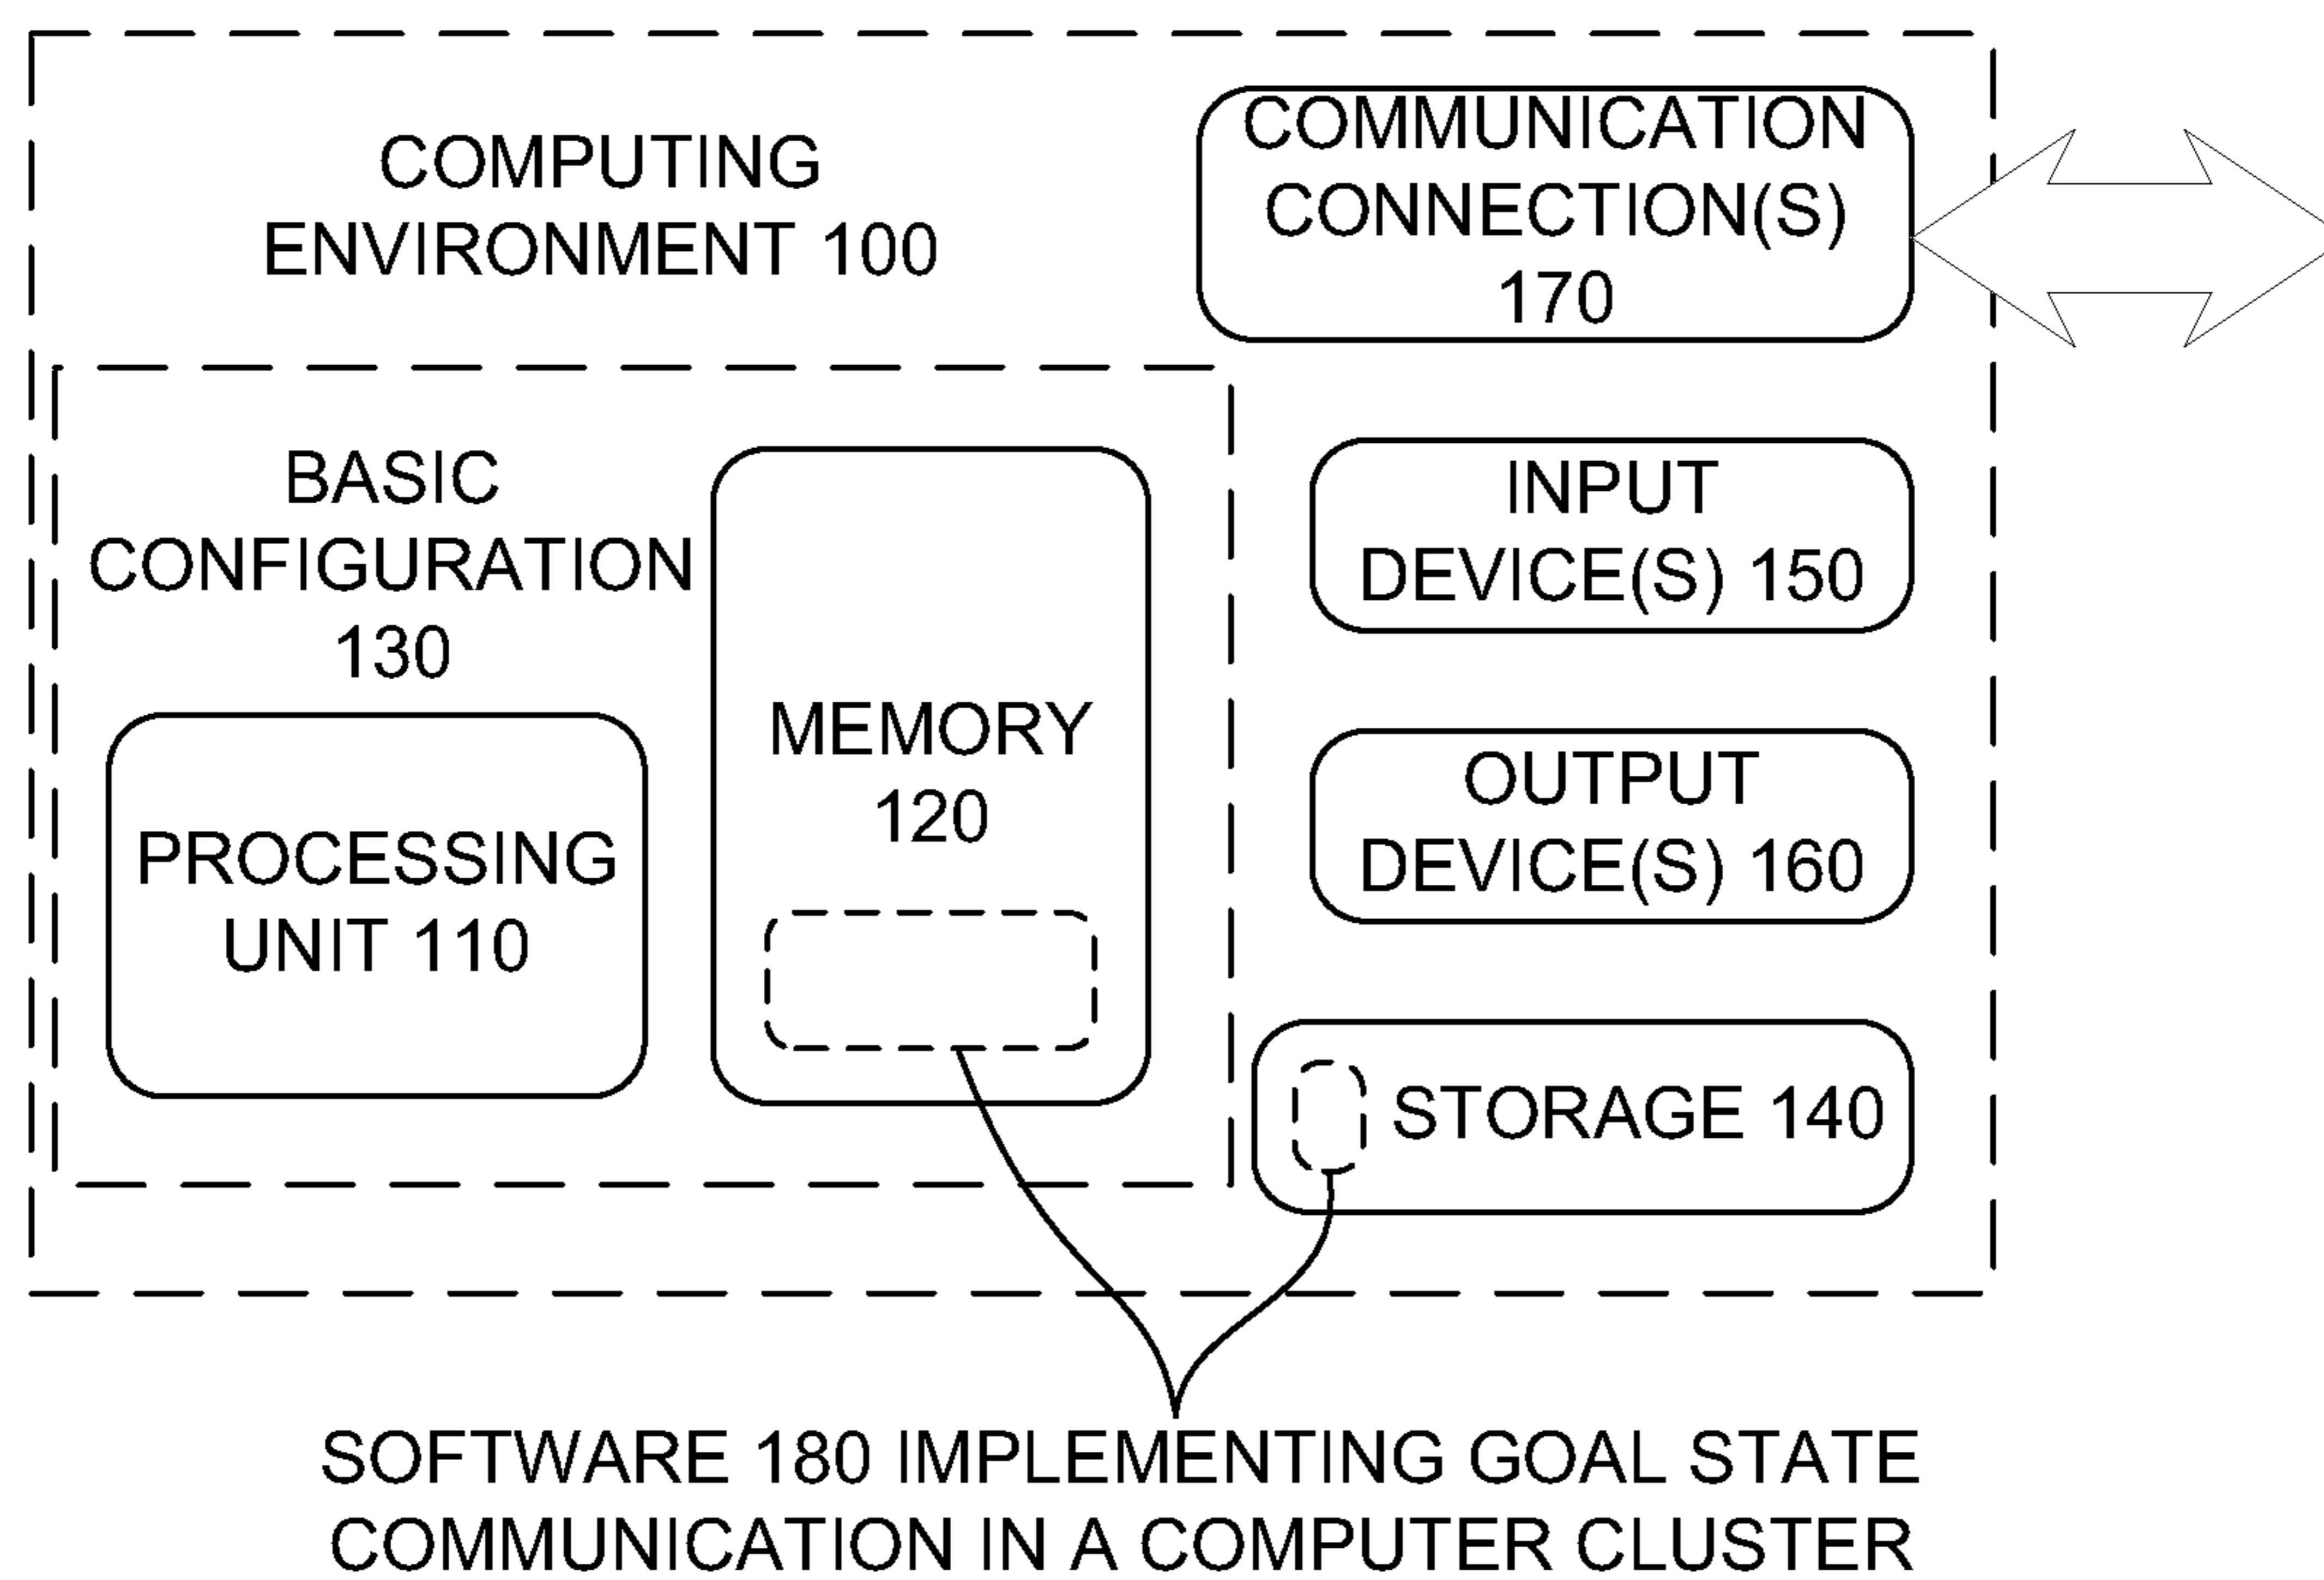 COMPUTING
ENVIRONMENT 100
COMMUNICATION
CONNECTION(S)
170
BASIC
CONFIGURATION
130
PROCESSING
UNIT 110
MEMORY
120
INPUT
DEVICE(S) 150
OUTPUT
DEVICE(S) 160
STORAGE 140
SOFTWARE 180 IMPLEMENTING GOAL STATE
COMMUNICATION IN A COMPUTER CLUSTER